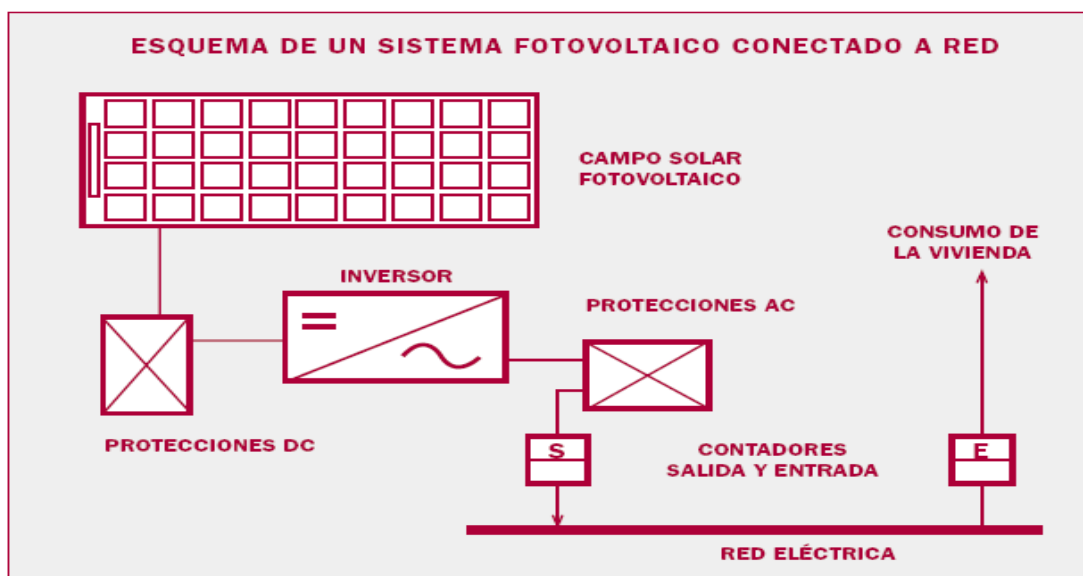 ESQUEMA DE UN SISTEMA FOTOVOLTAICO CONECTADO A RED
CAMPO SOLAR
FOTOVOLTAICO
CONSUMO DE
LA VIVIENDA
INVERSOR
PROTECCIONES AC
PROTECCIONES DC
S
CONTADORES
SALIDA Y ENTRADA
E
RED ELÉCTRICA